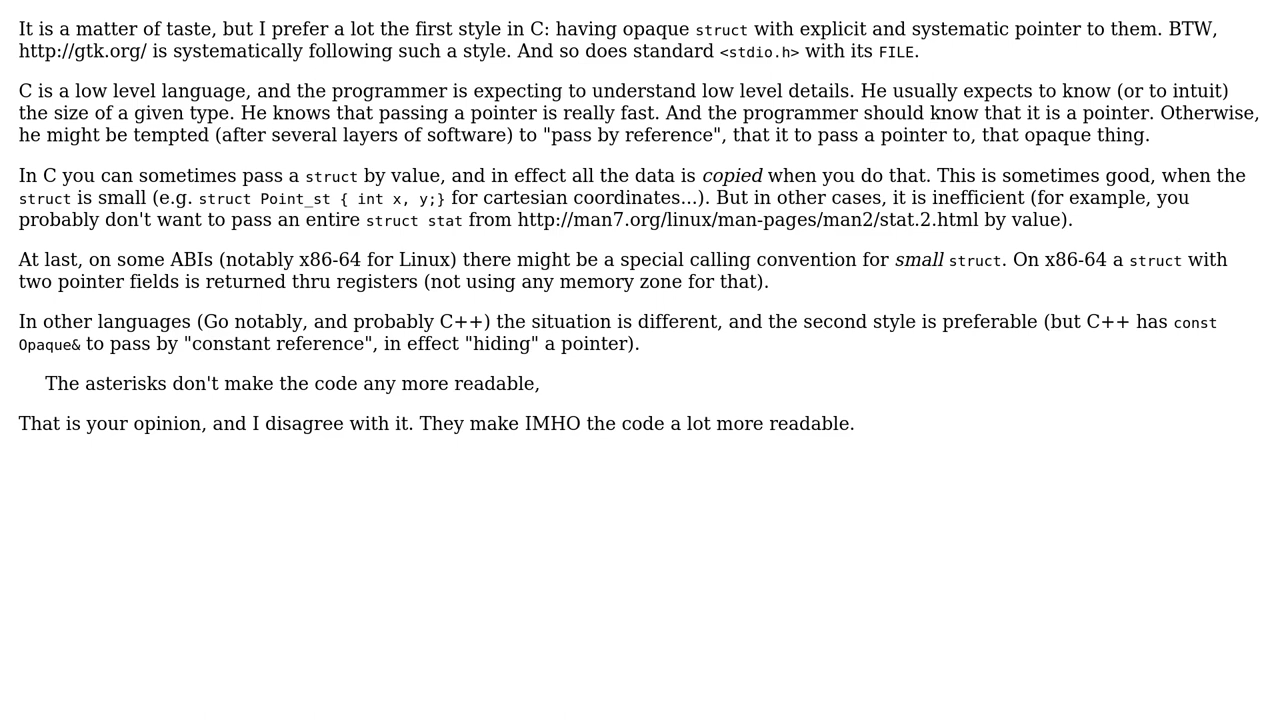 It is a matter of taste, but I prefer a lot the first style in C: having opaque struct with explicit and systematic pointer to them. BTW,
http://gtk.org/ is systematically following such a style. And so does standard <stdio.h> with its FILE.
C is a low level language, and the programmer is expecting to understand low level details. He usually expects to know (or to intuit)
the size of a given type. He knows that passing a pointer is really fast. And the programmer should know that it is a pointer. Otherwise,
he might be tempted (after several layers of software) to "pass by reference", that it to pass a pointer to, that opaque thing.
In C you can sometimes pass a struct by value, and in effect all the data is copied when you do that. This is sometimes good, when the
struct is small (e.g. struct Point_st { int x, y;} for cartesian coordinates...). But in other cases, it is inefficient (for example, you
probably don't want to pass an entire struct stat from http://man7.org/linux/man-pages/man2/stat.2.html by value).
At last, on some ABIs (notably x86-64 for Linux) there might be a special calling convention for small struct. On x86-64 a struct with
two pointer fields is returned thru registers (not using any memory zone for that).
In other languages (Go notably, and probably C++) the situation is different, and the second style is preferable (but C++ has const
Opaque& to pass by "constant reference", in effect "hiding" a pointer).
The asterisks don't make the code any more readable,
That is your opinion, and I disagree with it. They make IMHO the code a lot more readable.